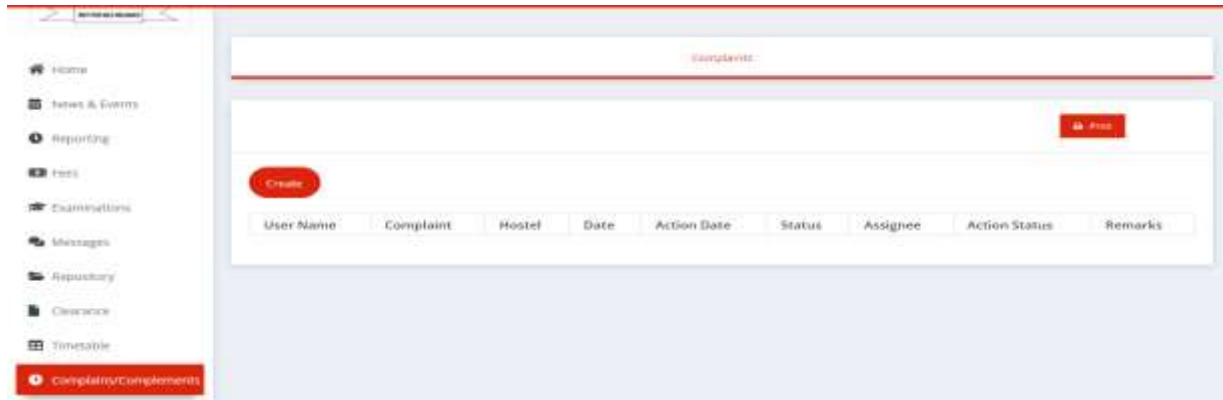 Home
News & Events
Reporting
Fees
Examinations
Messages
Repository
Clearance
Timetable
Complains/Complements
Complaints
Print
Create
User Name Complaint Hostel Date Action Date Status Assignee Action Status Remarks